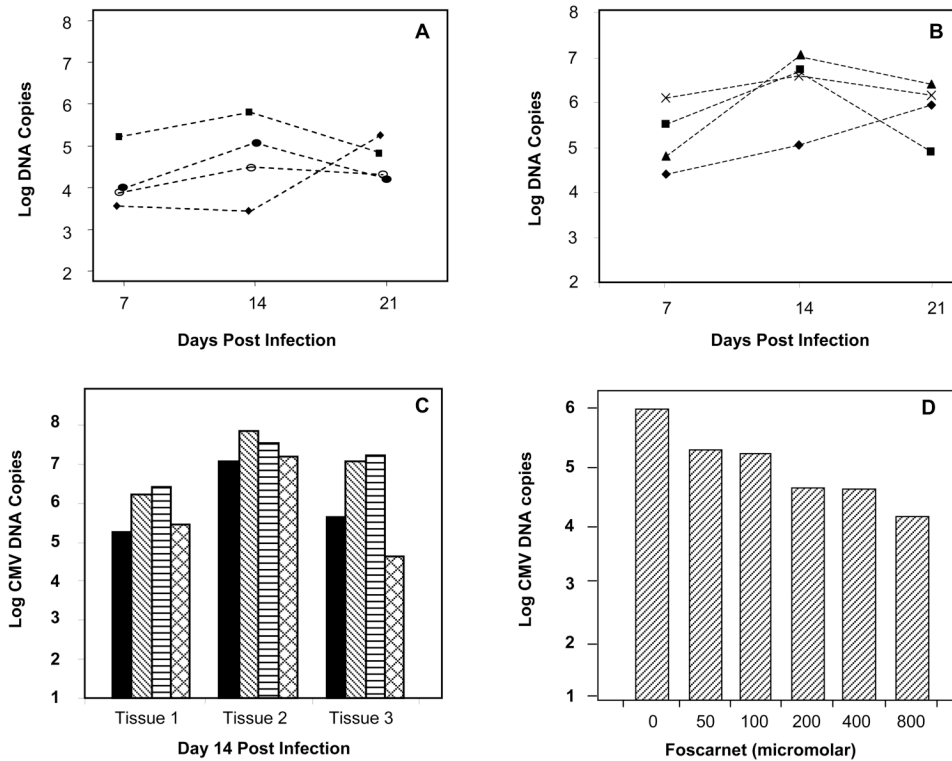 A
Log DNA Copies
8
7
6
5
4
3
2
7 14 21
Days Post Infection
B
Log DNA Copies
8
7
6
5
4
3
2
7 14 21
Days Post Infection
C
Log CMV DNA Copies
8
7
6
5
4
3
2
1
Tissue 1 Tissue 2 Tissue 3
Day 14 Post Infection
D
Log CMV DNA copies
6
5
4
3
2
1
0 50 100 200 400 800
Foscarnet (micromolar)